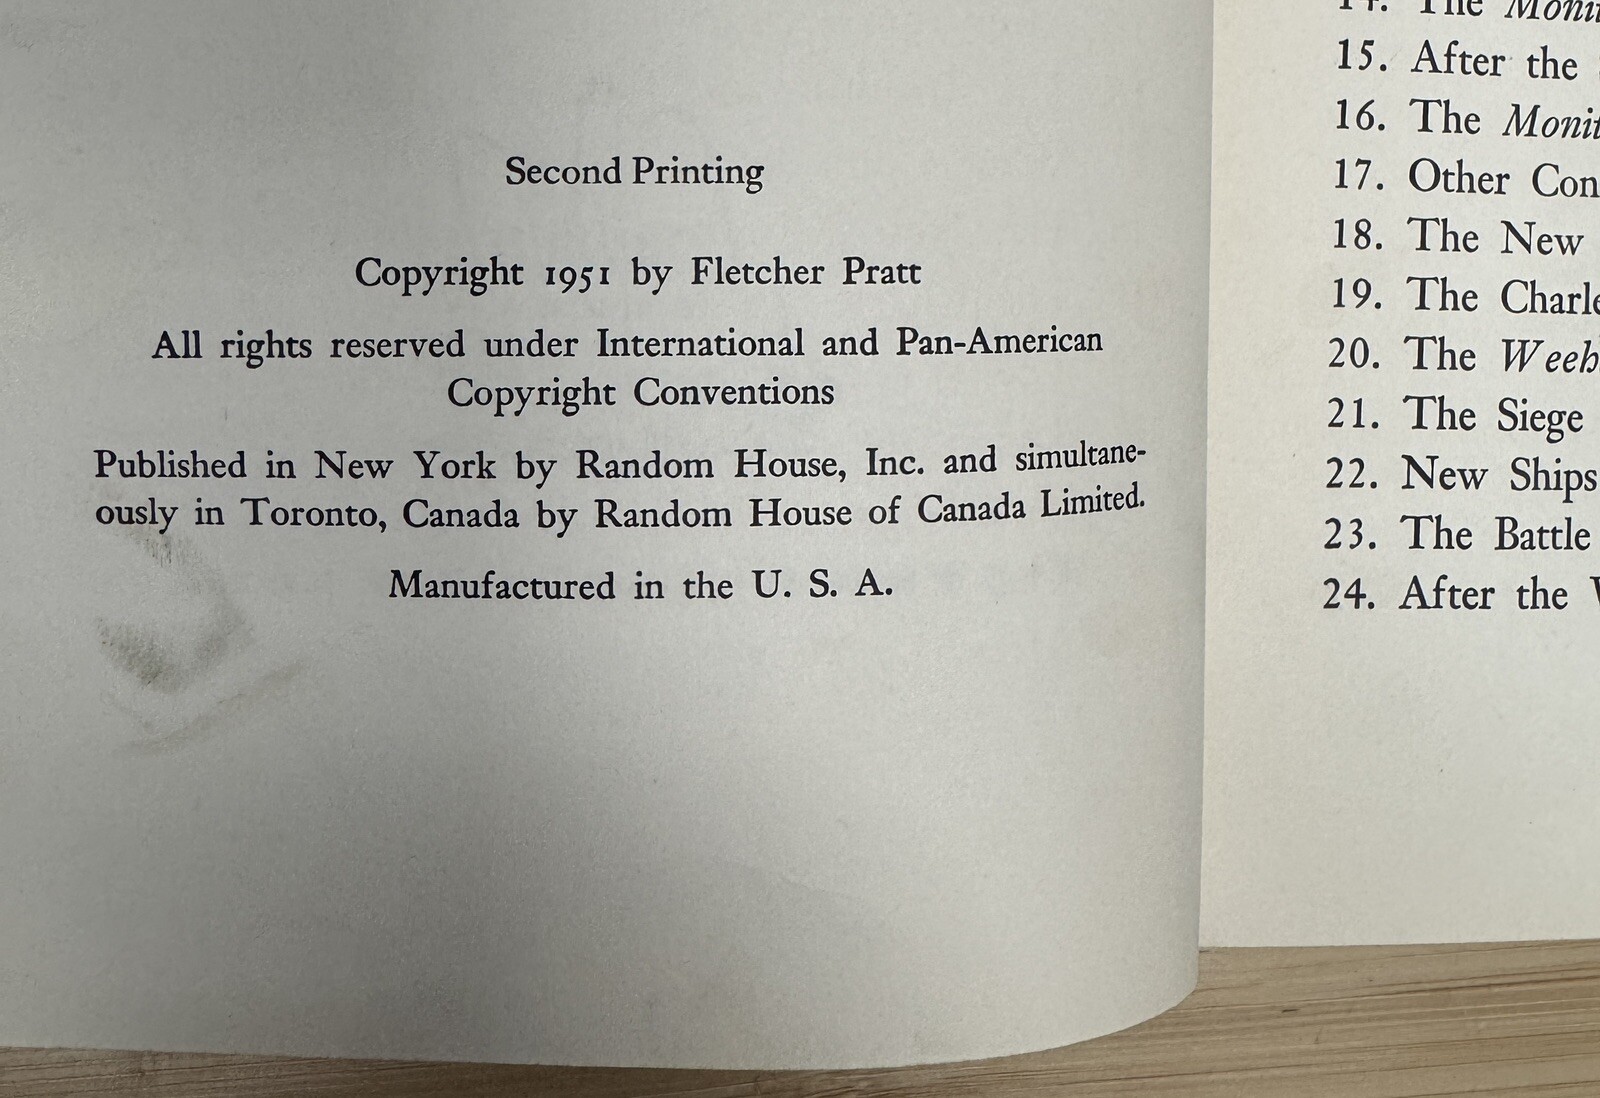 Second Printing
Copyright 1951 by Fletcher Pratt
All rights reserved under International and Pan-American
Copyright Conventions
Published in New York by Random House, Inc. and simultane-
ously in Toronto, Canada by Random House of Canada Limited.
Manufactured in the U. S. A.
14. The
15. After the
16. The
17. Other
18. The New
19. The
20. The
21. The Siege
22. New Ships
23. The Battle
24. After the